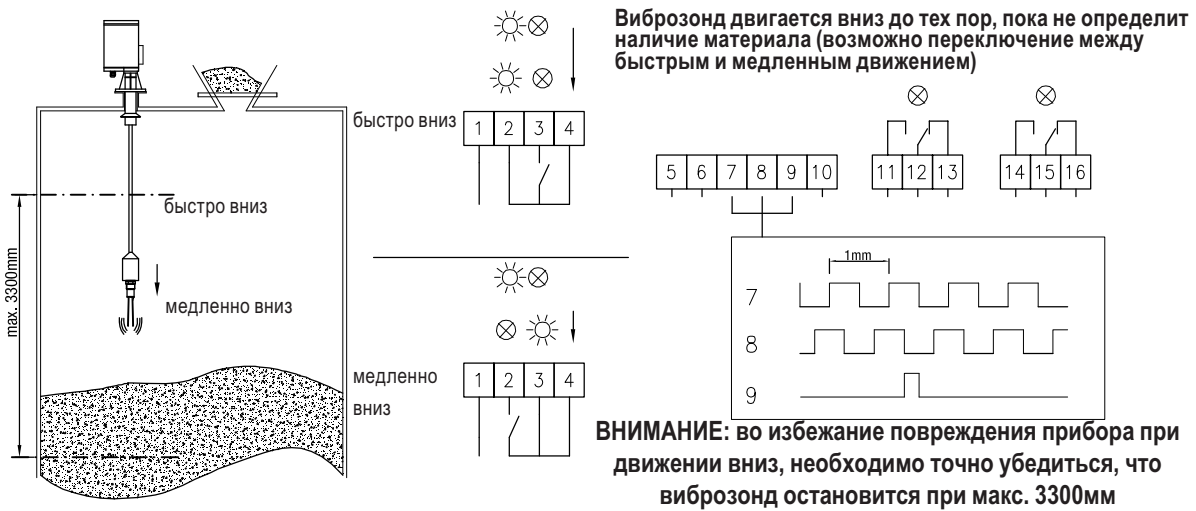 Виброзонд двигается вниз до тех пор, пока не определит
наличие материала (возможно переключение между
быстрым и медленным движением)
быстро вниз
1 2 3 4
5 6 7 8 9 10
11 12 13
14 15 16
быстро вниз
max. 3300mm
медленно вниз
1mm
7
8
9
медленно
вниз
1 2 3 4
ВНИМАНИЕ: во избежание повреждения прибора при
движении вниз, необходимо точно убедиться, что
виброзонд остановится при макс. 3300мм